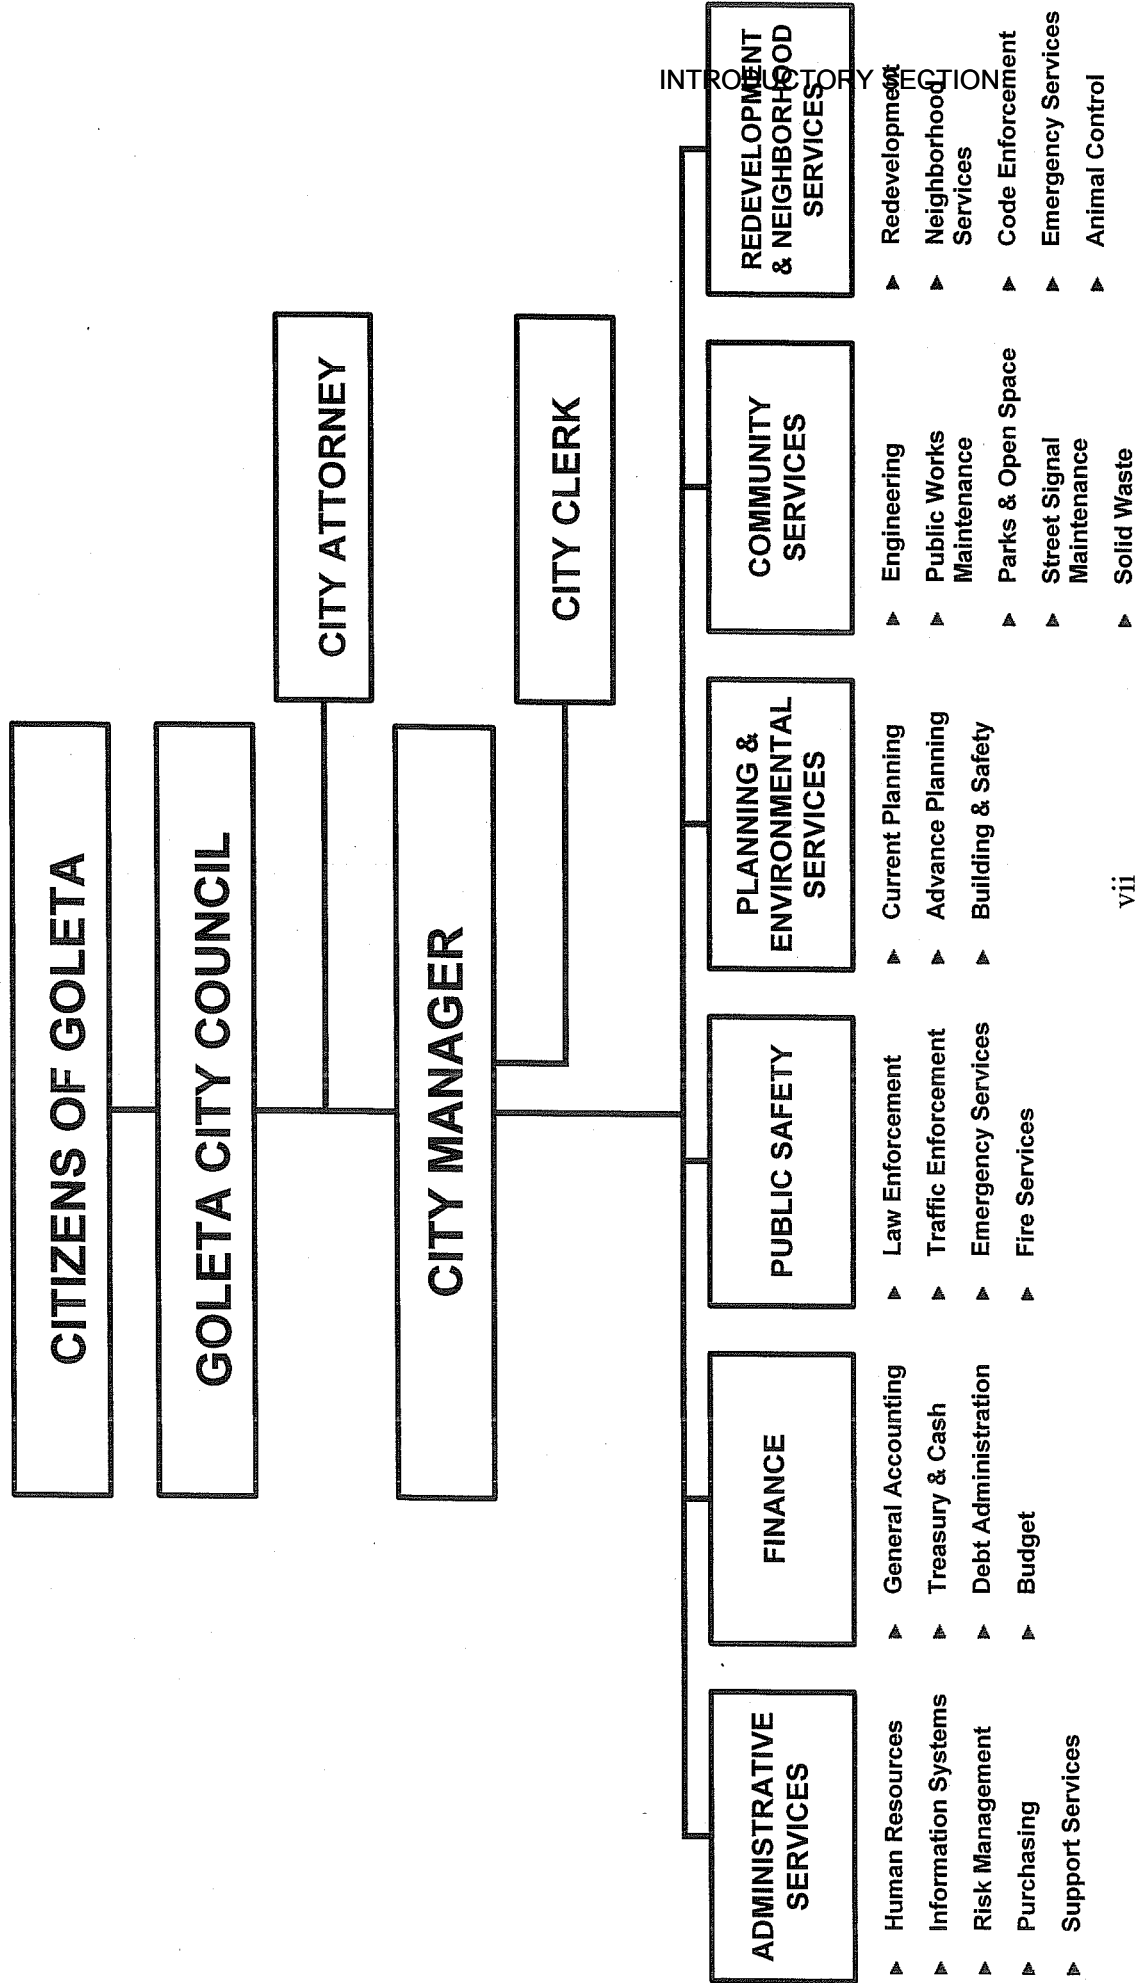 INTRODUCTORY SECTION
CITIZENS OF GOLETA
GOLETA CITY COUNCIL
CITY ATTORNEY
CITY MANAGER
CITY CLERK
ADMINISTRATIVE
SERVICES
Human Resources
Information Systems
Risk Management
Purchasing
Support Services
FINANCE
General Accounting
Treasury & Cash
Debt Administration
Budget
PUBLIC SAFETY
Law Enforcement
Traffic Enforcement
Emergency Services
Fire Services
PLANNING &
ENVIRONMENTAL
SERVICES
Current Planning
Advance Planning
Building & Safety
COMMUNITY
SERVICES
Engineering
Public Works
Maintenance
Parks & Open Space
Street Signal
Maintenance
Solid Waste
REDEVELOPMENT
& NEIGHBORHOOD
SERVICES
Redevelopment
Neighborhood
Services
Code Enforcement
Emergency Services
Animal Control
vii